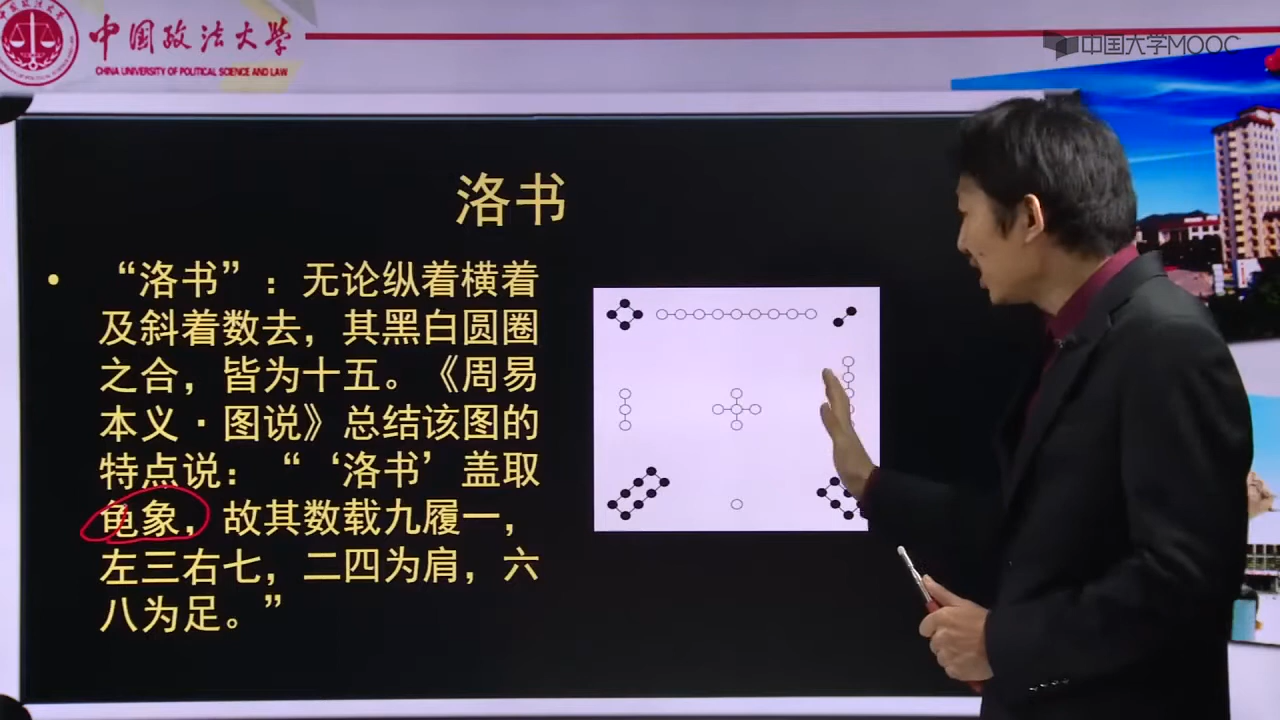 中国政法大学
CHINA UNIVERSITY OF POLITICAL SCIENCE AND LAW
中国大学MOOC
洛书
• “洛书”：无论纵着横着
及斜着数去，其黑白圆圈
之合，皆为十五。《周易
本义·图说》总结该图的
特点说：“‘洛书’盖取
龟象，故其数载九履一，
左三右七，二四为肩，六
八为足。”